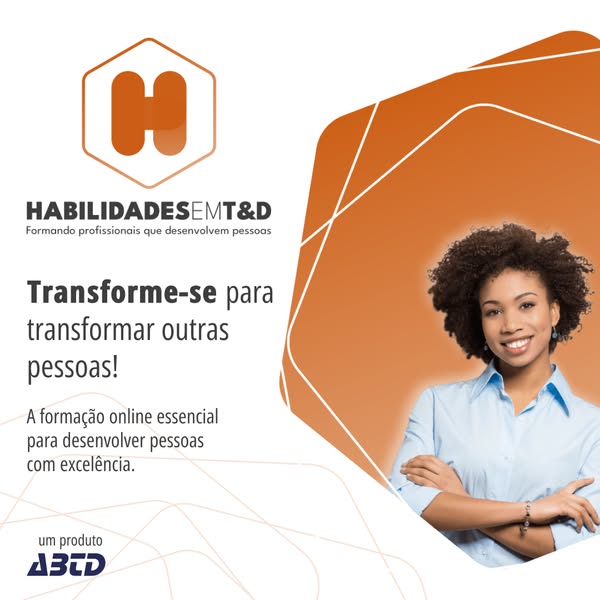 H
HABILIDADESEMT&D
Formando profissionais que desenvolvem pessoas
Transforme-se para
transformar outras
pessoas!
A formação online essencial
para desenvolver pessoas
com excelência.
um produto
ABTD